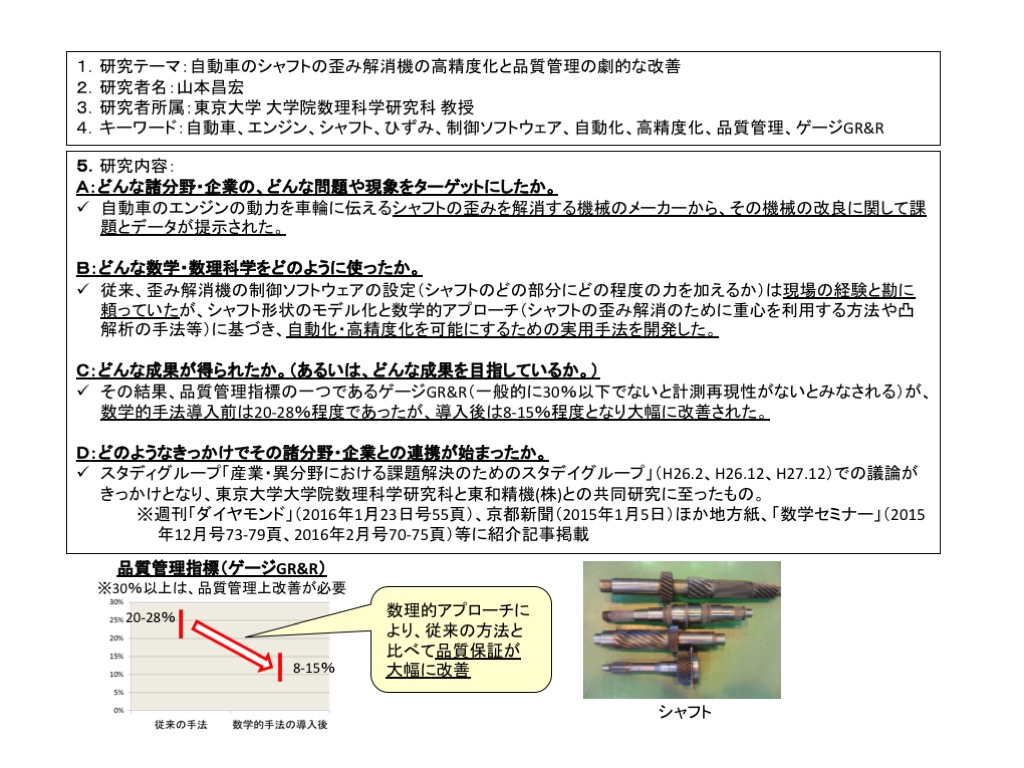 1. 研究テーマ：自動車のシャフトの歪み解消機の高精度化と品質管理の劇的な改善
2. 研究者名：山本昌宏
3. 研究者所属：東京大学 大学院数理科学研究科 教授
4. キーワード：自動車、エンジン、シャフト、ひずみ、制御ソフトウェア、自動化、高精度化、品質管理、ゲージGR&R
5. 研究内容：
A：どんな諸分野・企業の、どんな問題や現象をターゲットにしたか。
✓ 自動車のエンジンの動力を車輪に伝えるシャフトの歪みを解消する機械のメーカーから、その機械の改良に関して課
題とデータが提示された。
B：どんな数学・数理科学をどのように使ったか。
✓ 従来、歪み解消機の制御ソフトウェアの設定（シャフトのどの部分にどの程度の力を加えるか）は現場の経験と勘に
頼っていたが、シャフト形状のモデル化と数学的アプローチ（シャフトの歪み解消のために重心を利用する方法や凸
解析の手法等）に基づき、自動化・高精度化を可能にするための実用手法を開発した。
C：どんな成果が得られたか。（あるいは、どんな成果を目指しているか。）
✓ その結果、品質管理指標の一つであるゲージGR&R（一般的に30%以下でないと計測再現性がないとみなされる）が、
数学的手法導入前は20-28%程度であったが、導入後は8-15%程度となり大幅に改善された。
D：どのようなきっかけでその諸分野・企業との連携が始まったか。
✓ スタディグループ「産業・異分野における課題解決のためのスタデイグループ」（H26.2、H26.12、H27.12）での議論が
きっかけとなり、東京大学大学院数理科学研究科と東和精機(株)との共同研究に至ったもの。
※週刊「ダイヤモンド」（2016年1月23日号55頁）、京都新聞（2015年1月5日）ほか地方紙、「数学セミナー」（2015
年12月号73-79頁、2016年2月号70-75頁）等に紹介記事掲載
品質管理指標（ゲージGR&R）
※30%以上は、品質管理上改善が必要
30%
25%
20%
15%
10%
5%
0%
20-28%
8-15%
従来の手法 数学的手法の導入後
数理的アプローチに
より、従来の方法と
比べて品質保証が
大幅に改善
シャフト